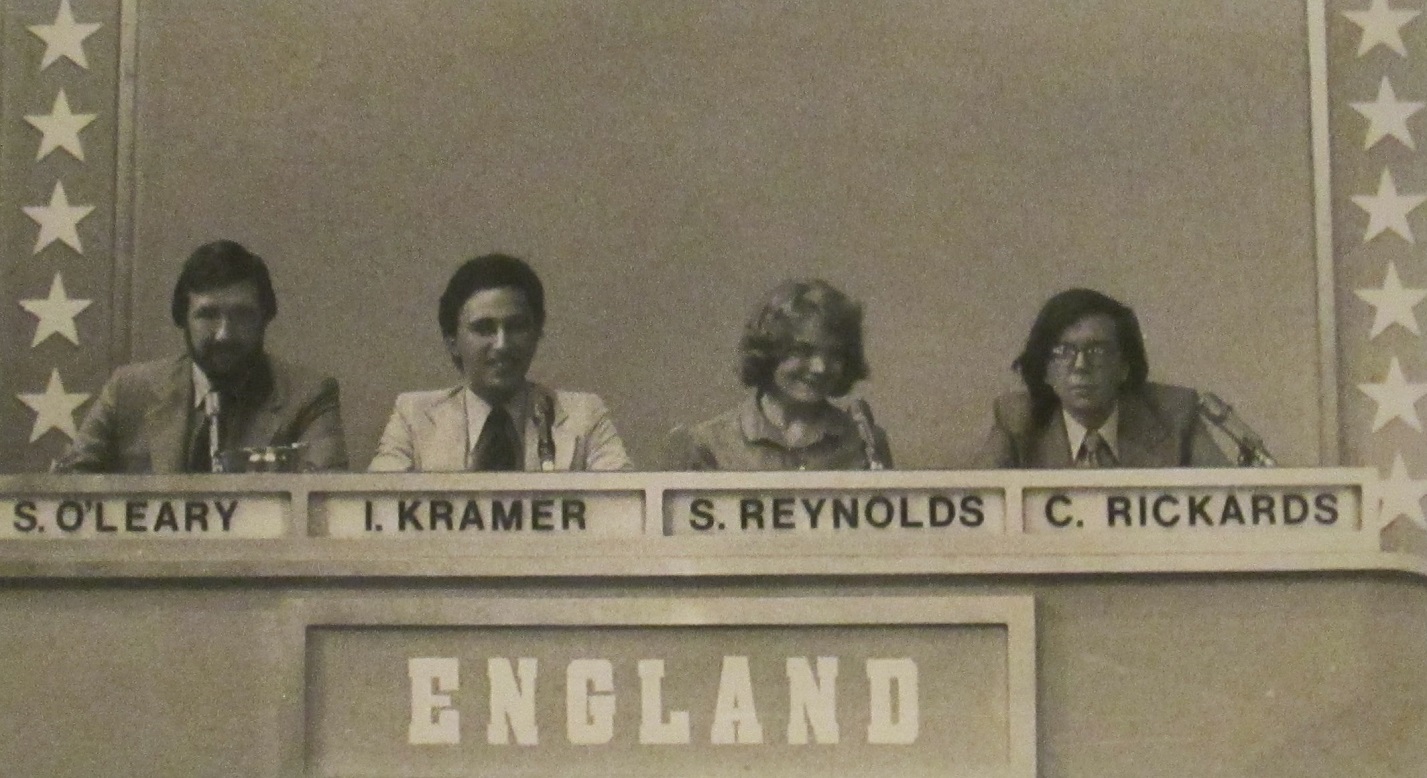 S. O'LEARY I. KRAMER S. REYNOLDS C. RICKARDS
ENGLAND